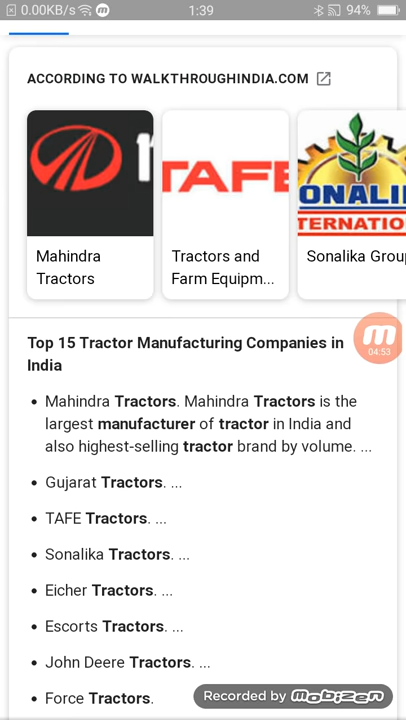 0.00KB/s 1:39 94%
ACCORDING TO WALKTHROUGHINDIA.COM
TAFE
ONALI
TERNATIO
Mahindra
Tractors
Tractors and
Farm Equipm...
Sonalika Grou
Top 15 Tractor Manufacturing Companies in
India
• Mahindra Tractors. Mahindra Tractors is the
largest manufacturer of tractor in India and
also highest-selling tractor brand by volume. ...
• Gujarat Tractors. ...
• TAFE Tractors. ...
• Sonalika Tractors. ...
• Eicher Tractors. ...
• Escorts Tractors. ...
• John Deere Tractors. ...
• Force Tractors.
04:53
Recorded by mobizen